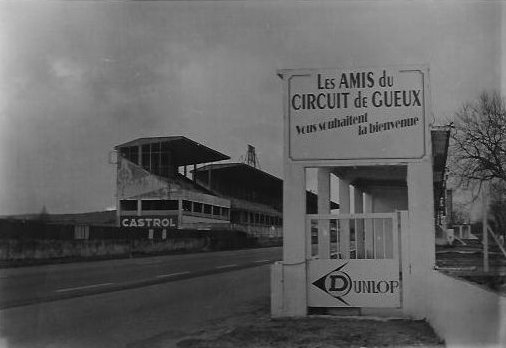 Les AMIS du
CIRCUIT de GUEUX
vous souhaitent
la bienvenue
CASTROL
DUNLOP